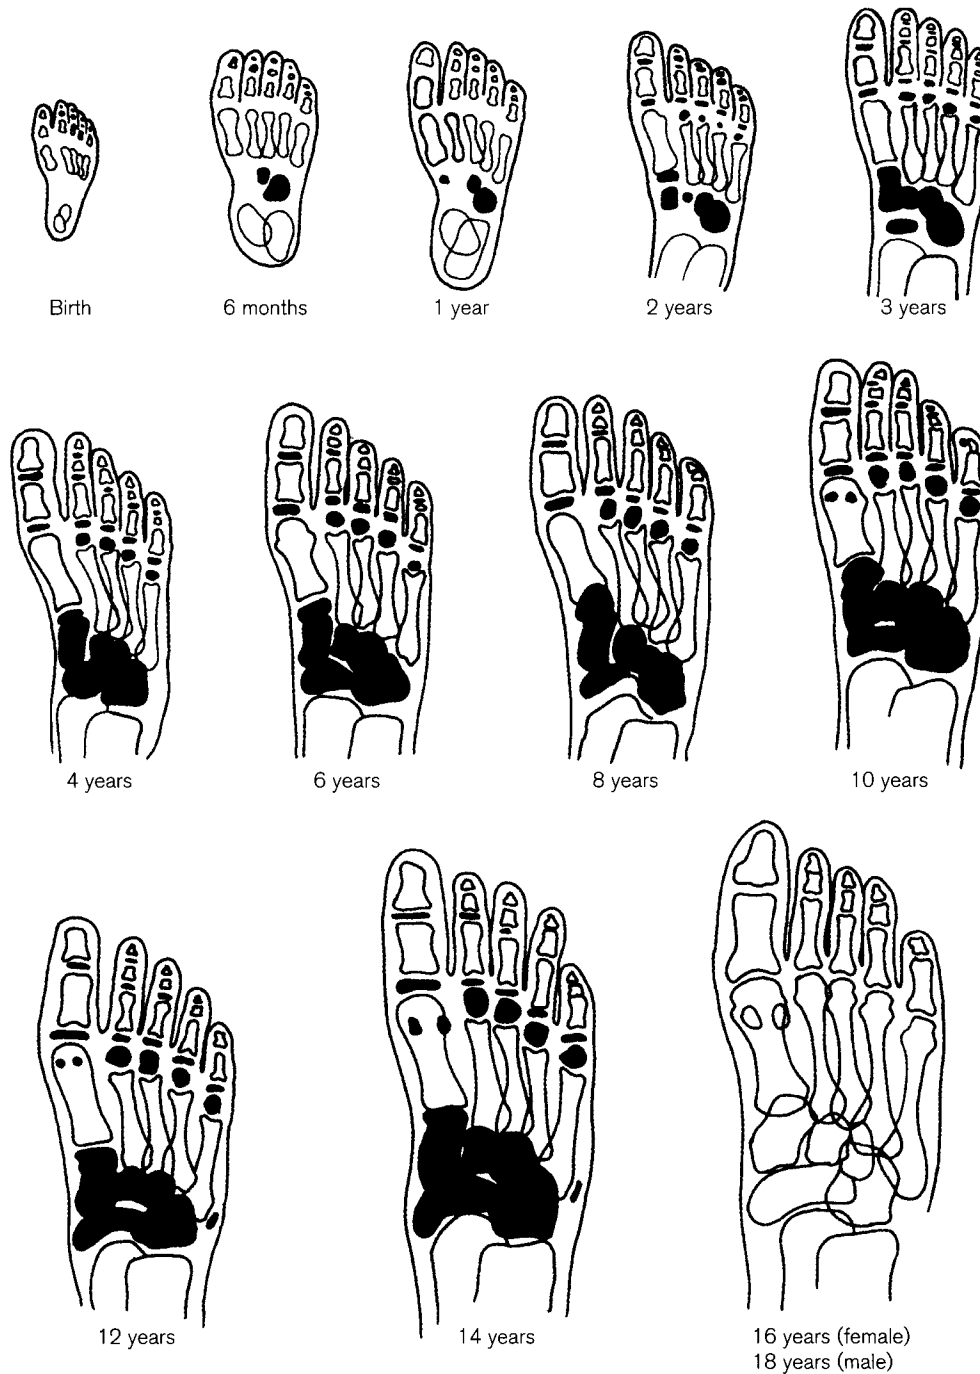 Birth
6 months
1 year
2 years
3 years
4 years
6 years
8 years
10 years
12 years
14 years
16 years (female)
18 years (male)